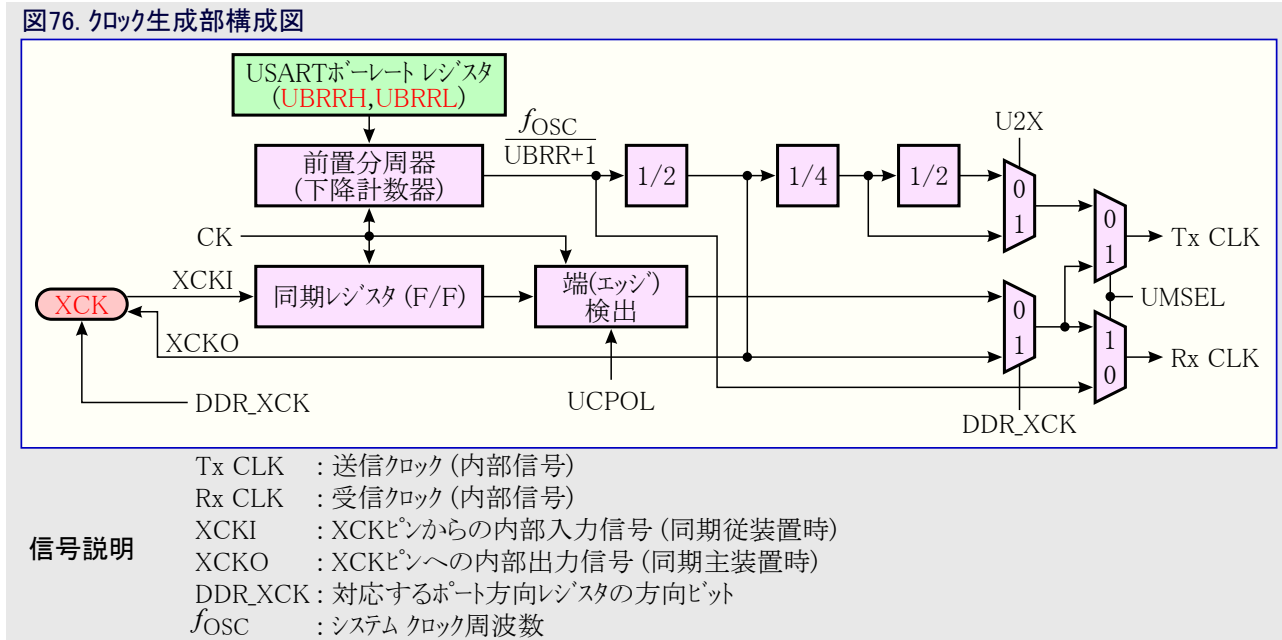 図76. クロック生成部構成図
USARTボーレート レジスタ
(UBRRH,UBRRL)
fOSC
UBRR+1
U2X
前置分周器
(下降計数器)
1/2
1/4
1/2
0
1
CK
0
1
Tx CLK
XCKI
同期レジスタ (F/F)
端(エッジ)
検出
XCK
0
1
UMSEL
XCKO
1
0
Rx CLK
DDR_XCK
UCPOL
DDR_XCK
信号説明
Tx CLK : 送信クロック (内部信号)
Rx CLK : 受信クロック (内部信号)
XCKI : XCKピンからの内部入力信号 (同期従装置時)
XCKO : XCKピンへの内部出力信号 (同期主装置時)
DDR_XCK : 対応するポート方向レジスタの方向ビット
fOSC : システム クロック周波数